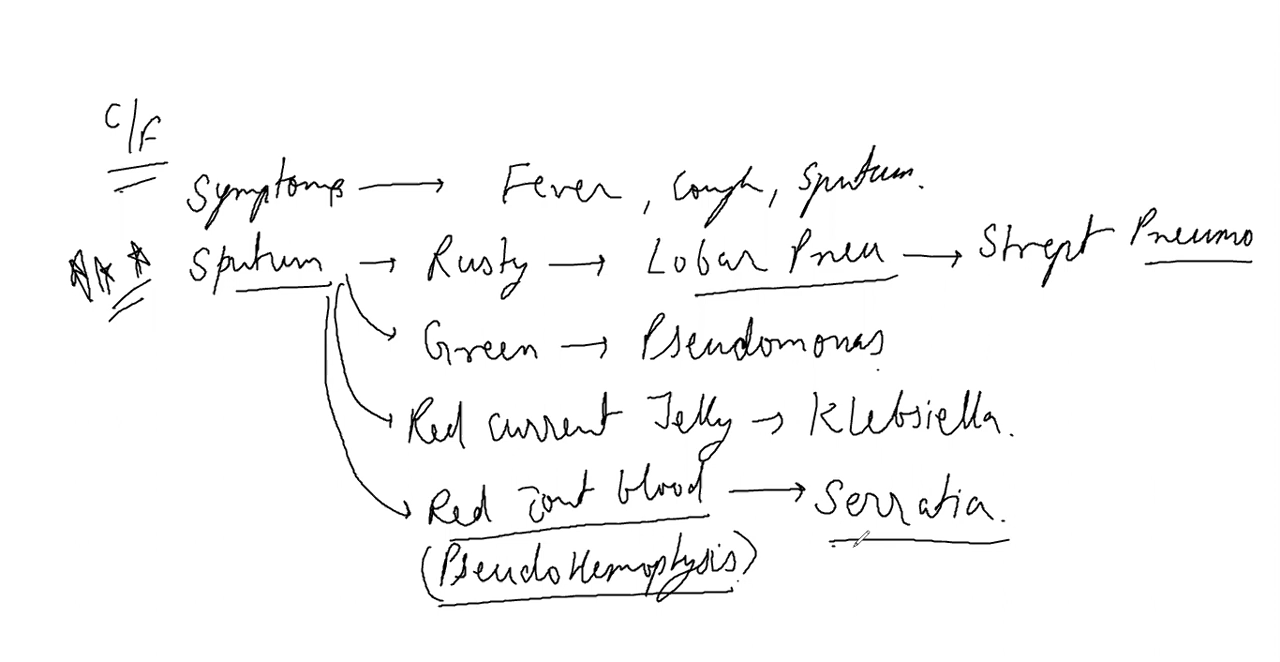 C/F
Symptoms → Fever, Cough, Sputum.
Sputum → Rusty → Lobar Pneu → Strept Pneumo
Green → Pseudomonas
Red current Jelly → Klebsiella.
Red blood → Serratia.
(PseudoHemoptysis)